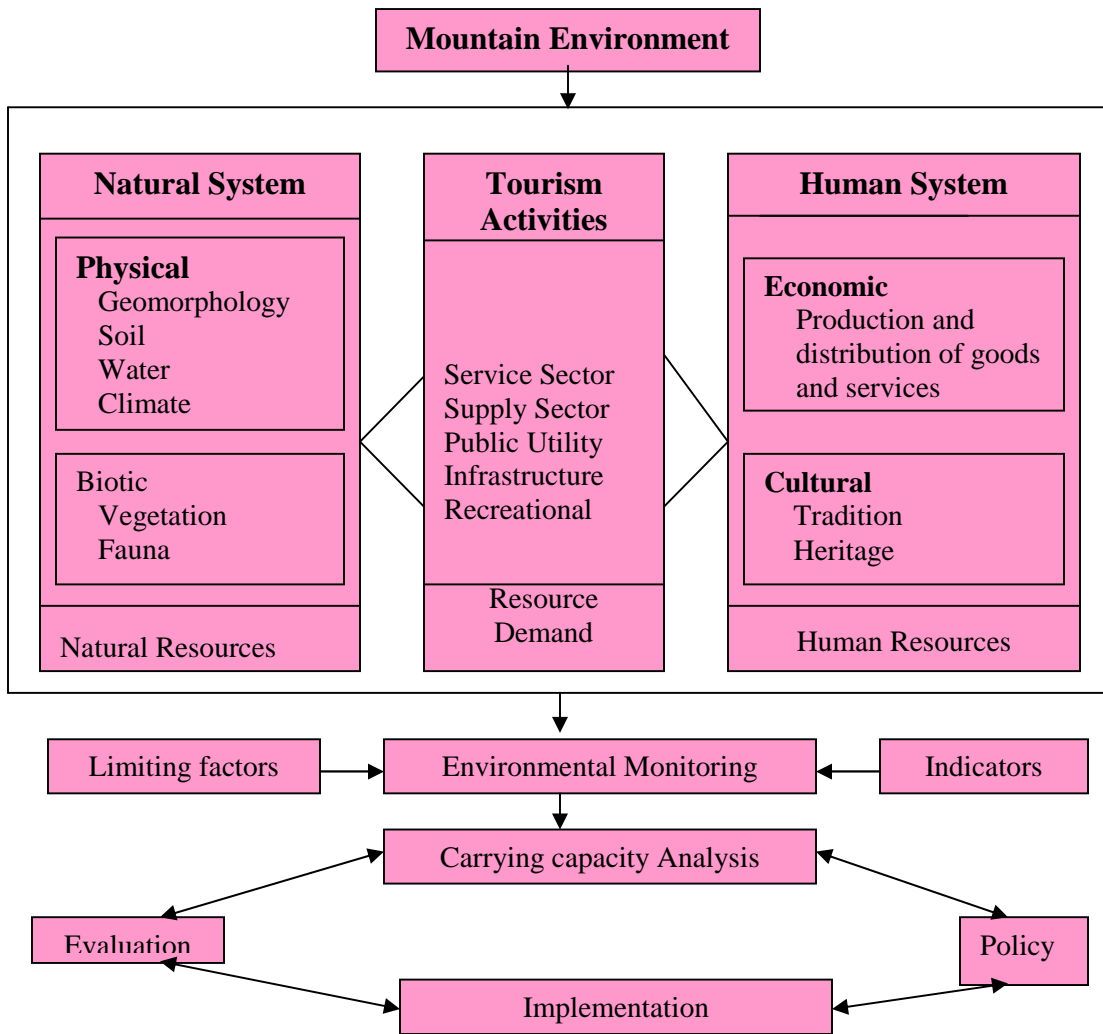 Mountain Environment
Natural System
Physical
Geomorphology
Soil
Water
Climate
Biotic
Vegetation
Fauna
Natural Resources
Tourism
Activities
Service Sector
Supply Sector
Public Utility
Infrastructure
Recreational
Resource
Demand
Human System
Economic
Production and
distribution of goods
and services
Cultural
Tradition
Heritage
Human Resources
Limiting factors
Environmental Monitoring
Indicators
Carrying capacity Analysis
Evaluation
Policy
Implementation